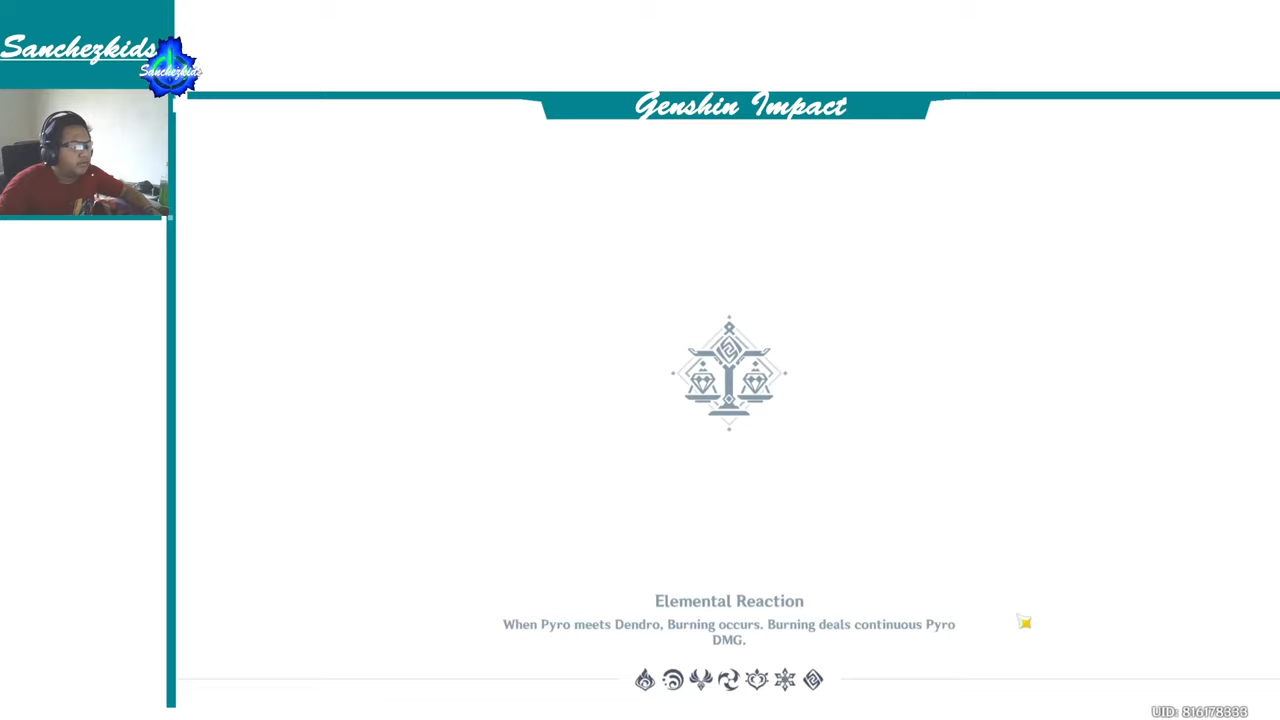 Sanchezkids
Sanchezkids
Genshin Impact
Elemental Reaction
When Pyro meets Dendro, Burning occurs. Burning deals continuous Pyro
DMG.
UID: 816178333